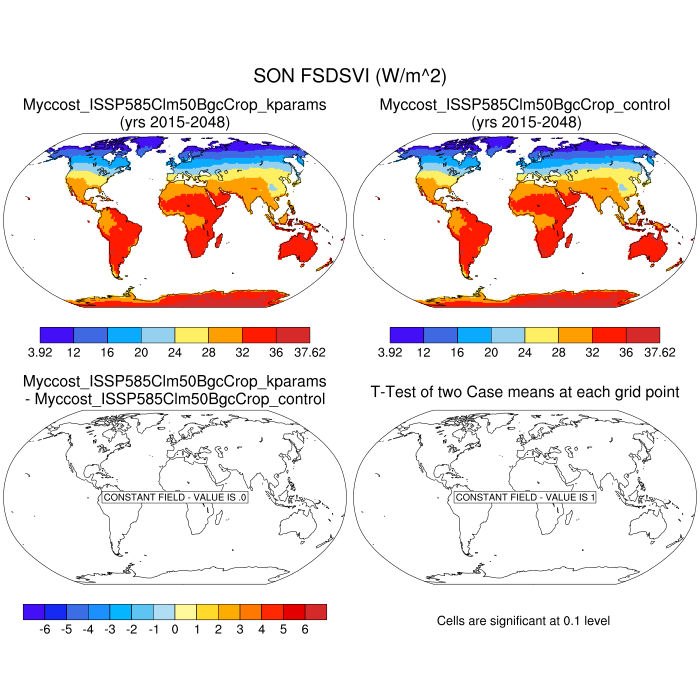 SON FSDSVI (W/m^2)
Myccost_ISSP585Clm50BgcCrop_kparams
(yrs 2015-2048)
Myccost_ISSP585Clm50BgcCrop_control
(yrs 2015-2048)
3.92 12 16 20 24 28 32 36 37.62
3.92 12 16 20 24 28 32 36 37.62
Myccost_ISSP585Clm50BgcCrop_kparams
- Myccost_ISSP585Clm50BgcCrop_control
T-Test of two Case means at each grid point
CONSTANT FIELD - VALUE IS .0
CONSTANT FIELD - VALUE IS 1
-6 -5 -4 -3 -2 -1 0 1 2 3 4 5 6
Cells are significant at 0.1 level